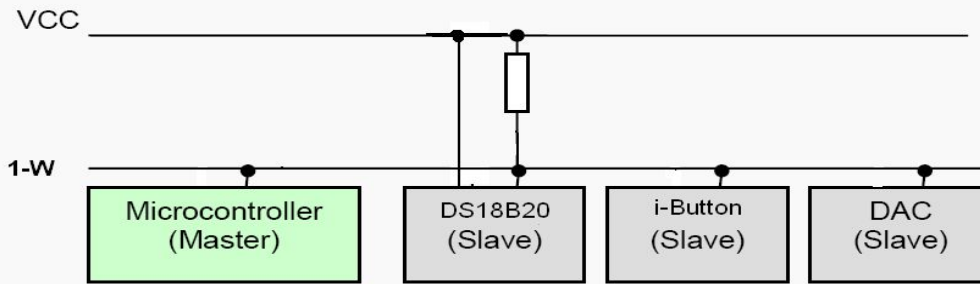 VCC
1-W
Microcontroller
(Master)
DS18B20
(Slave)
i-Button
(Slave)
DAC
(Slave)